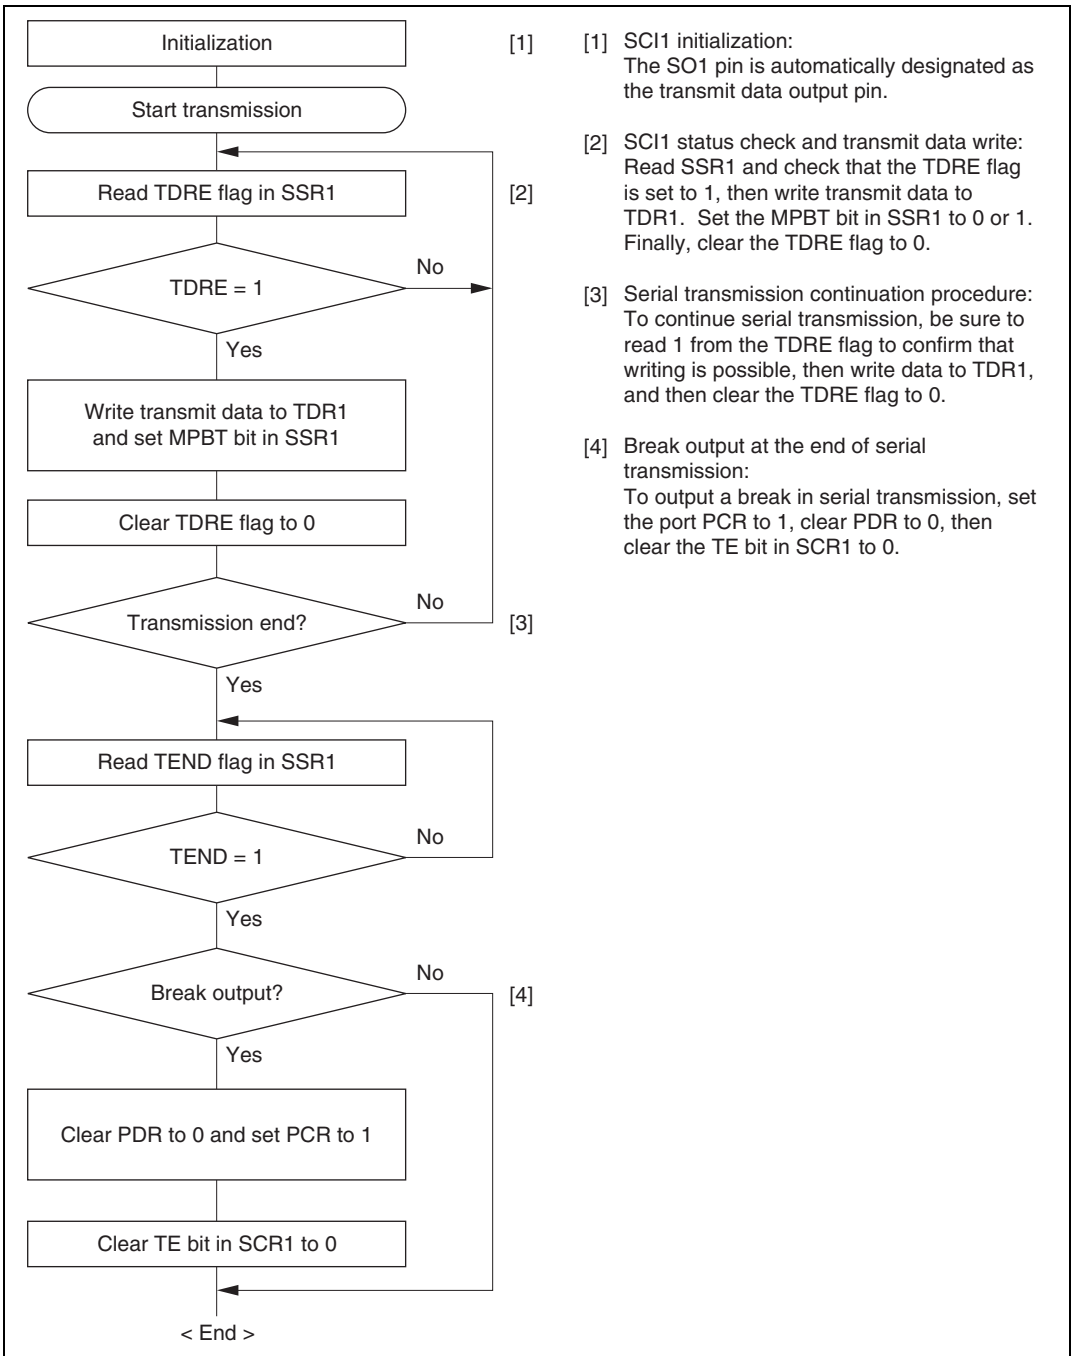 Initialization
[1]
Start transmission
Read TDRE flag in SSR1
[2]
TDRE = 1
No
Yes
Write transmit data to TDR1
and set MPBT bit in SSR1
Clear TDRE flag to 0
Transmission end?
No
[3]
Yes
Read TEND flag in SSR1
TEND = 1
No
Yes
Break output?
No
[4]
Yes
Clear PDR to 0 and set PCR to 1
Clear TE bit in SCR1 to 0
< End >
[1] SCI1 initialization:
The SO1 pin is automatically designated as
the transmit data output pin.
[2] SCI1 status check and transmit data write:
Read SSR1 and check that the TDRE flag
is set to 1, then write transmit data to
TDR1. Set the MPBT bit in SSR1 to 0 or 1.
Finally, clear the TDRE flag to 0.
[3] Serial transmission continuation procedure:
To continue serial transmission, be sure to
read 1 from the TDRE flag to confirm that
writing is possible, then write data to TDR1,
and then clear the TDRE flag to 0.
[4] Break output at the end of serial
transmission:
To output a break in serial transmission, set
the port PCR to 1, clear PDR to 0, then
clear the TE bit in SCR1 to 0.